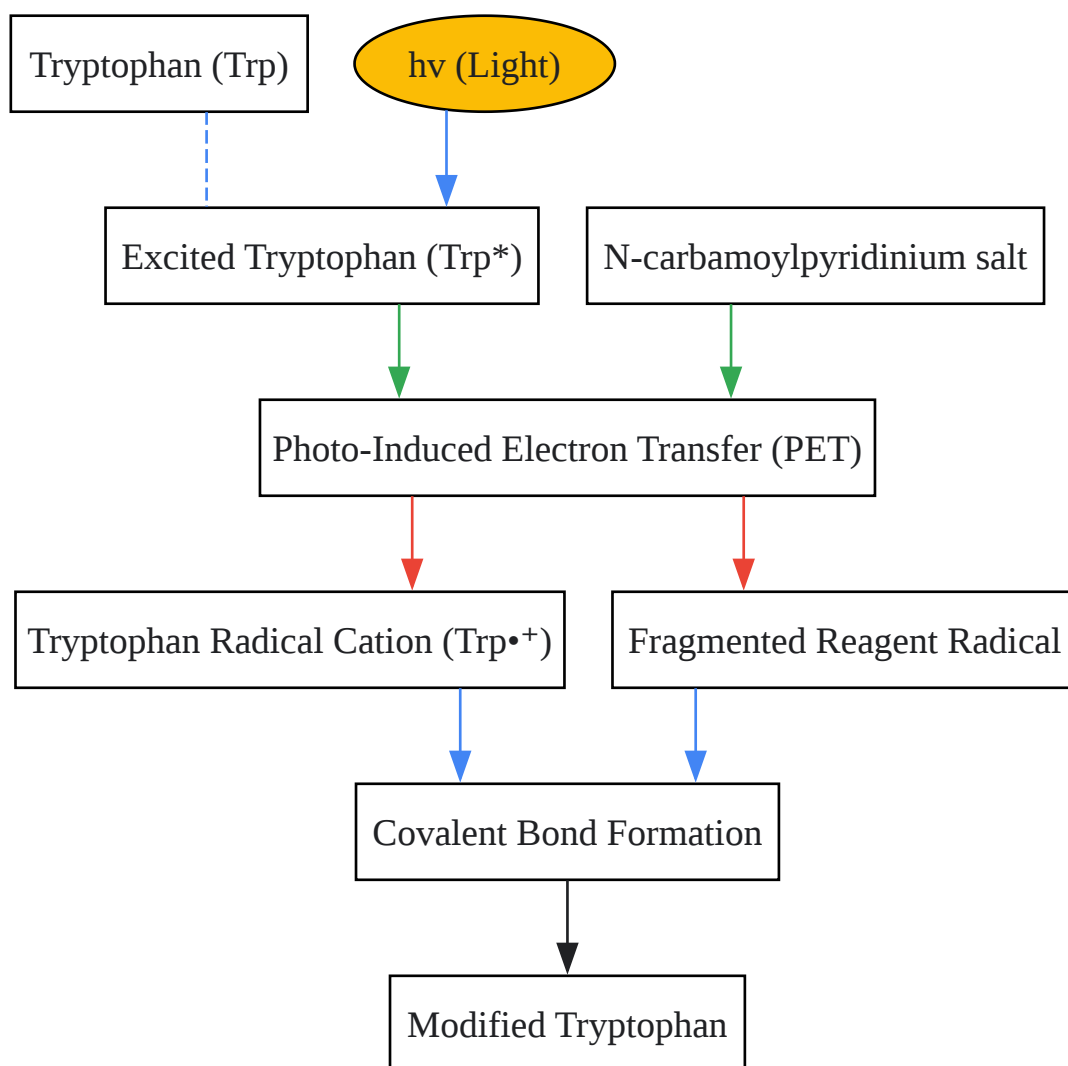 Tryptophan (Trp)
hv (Light)
Excited Tryptophan (Trp*)
N-carbamoylpyridinium salt
Photo-Induced Electron Transfer (PET)
Tryptophan Radical Cation (Trp•⁺)
Fragmented Reagent Radical
Covalent Bond Formation
Modified Tryptophan